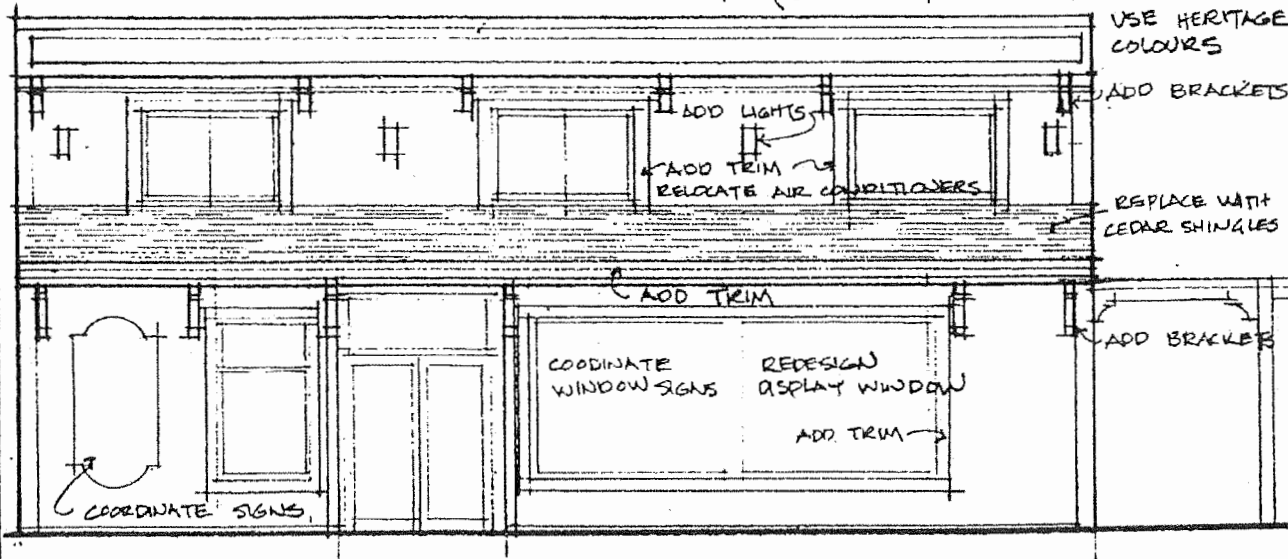 USE HERITAGE
COLOURS
ADD BRACKETS
ADD LIGHTS
ADD TRIM
RELOCATE AIR CONDITIONERS
REPLACE WITH
CEDAR SHINGLES
ADD TRIM
ADD BRACKETS
COODINATE
WINDOW SIGNS
REDESIGN
DISPLAY WINDOW
ADD TRIM
COORDINATE SIGNS